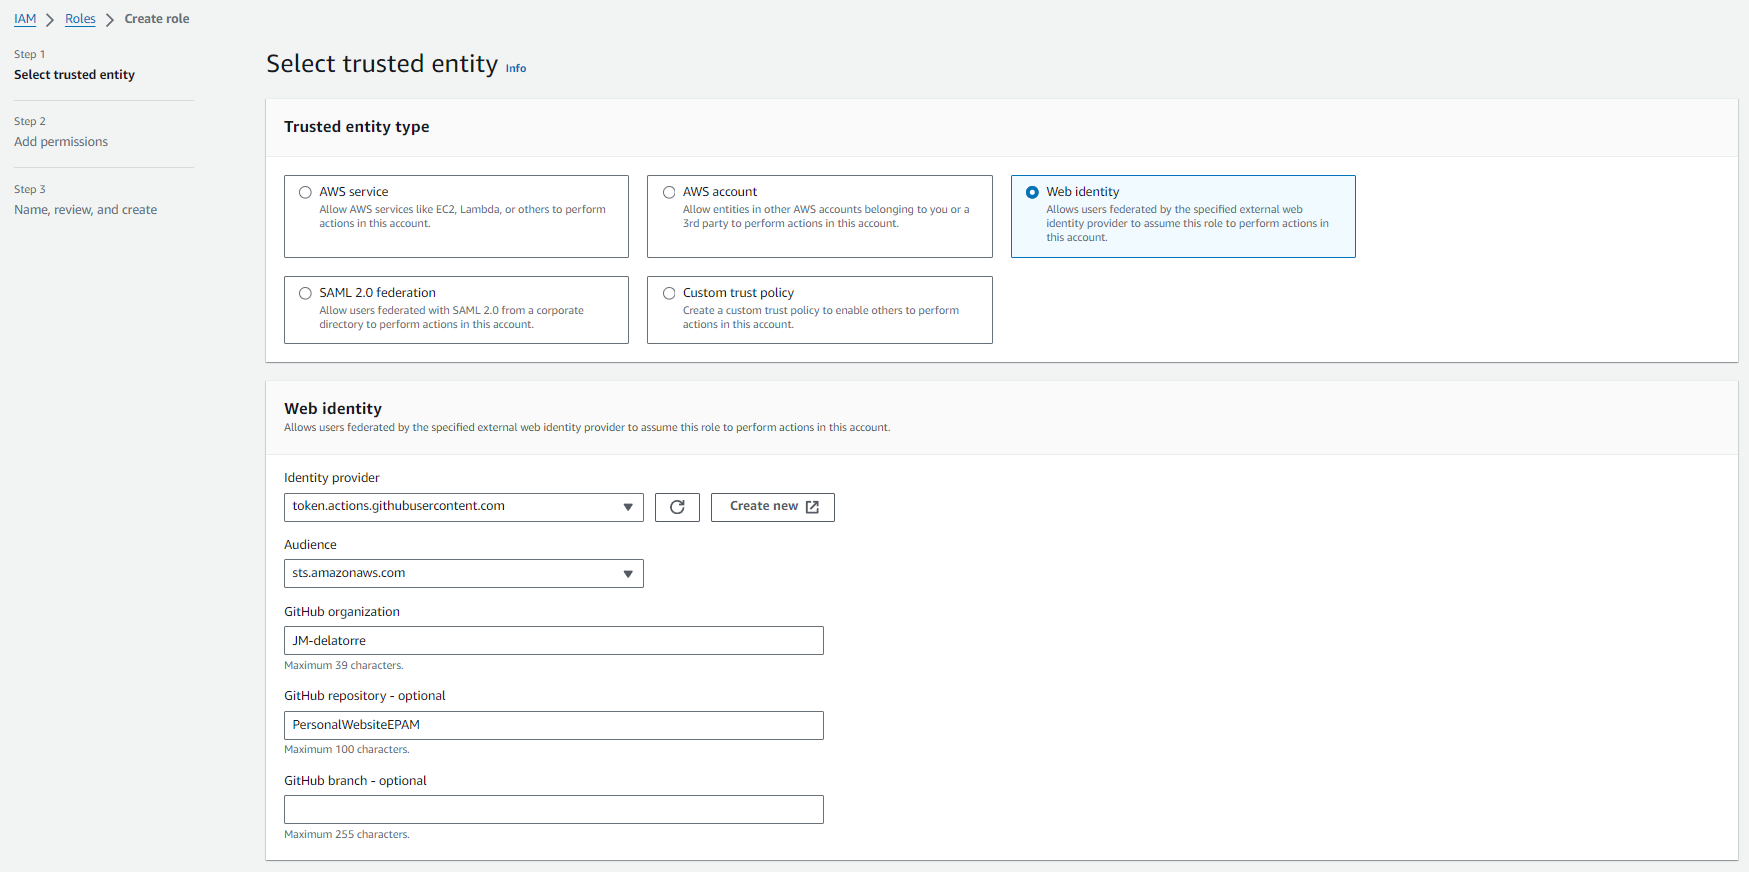 IAM > Roles > Create role
Step 1
Select trusted entity
Step 2
Add permissions
Step 3
Name, review, and create
Select trusted entity Info
Trusted entity type
AWS service
Allow AWS services like EC2, Lambda, or others to perform
actions in this account.
AWS account
Allow entities in other AWS accounts belonging to you or a
3rd party to perform actions in this account.
Web identity
Allows users federated by the specified external web
identity provider to assume this role to perform actions in
this account.
SAML 2.0 federation
Allow users federated with SAML 2.0 from a corporate
directory to perform actions in this account.
Custom trust policy
Create a custom trust policy to enable others to perform
actions in this account.
Web identity
Allows users federated by the specified external web identity provider to assume this role to perform actions in this account.
Identity provider
token.actions.githubusercontent.com
Create new
Audience
sts.amazonaws.com
GitHub organization
JM-delatorre
Maximum 39 characters.
GitHub repository - optional
PersonalWebsiteEPAM
Maximum 100 characters.
GitHub branch - optional
Maximum 255 characters.